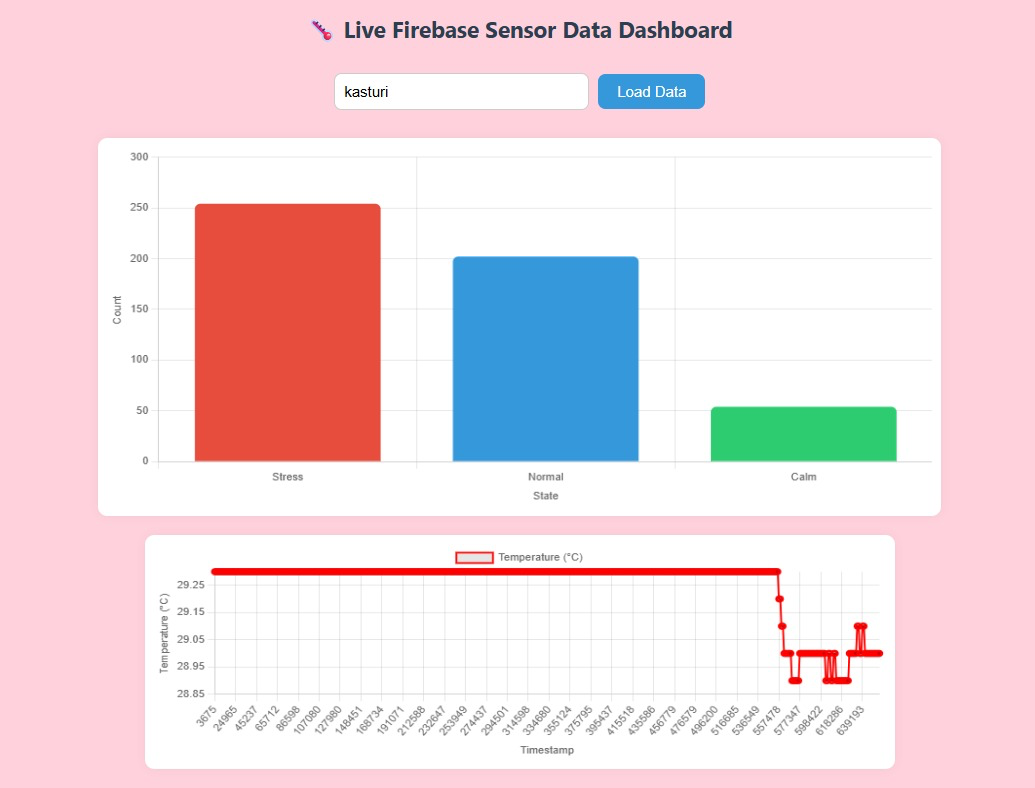 Live Firebase Sensor Data Dashboard
kasturi
Load Data
300
250
200
150
100
50
0
Count
Stress Normal Calm
State
Temperature (°C)
29.25
29.15
29.05
28.95
28.85
Temperature (°C)
3675 24965 45237 65712 86598 107080 127980 148451 168734 191071 212588 232647 253949 274437 294501 314598 334680 355124 375795 395437 415518 435586 456779 476579 496200 516685 536549 557478 577347 598422 618286 639193
Timestamp